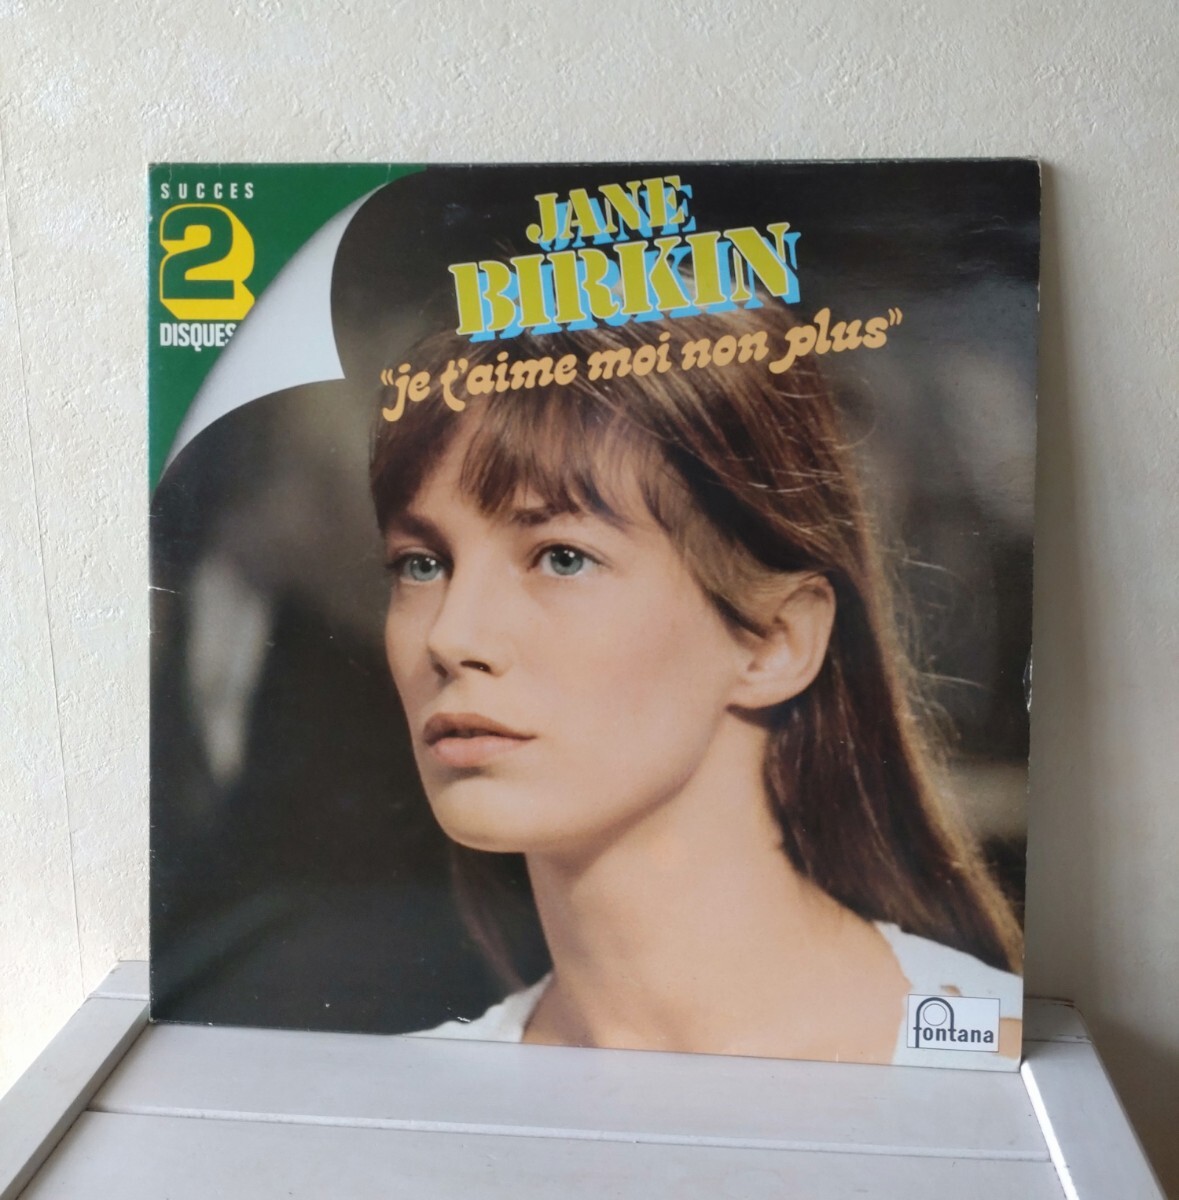 SUCCES
2
DISQUES
JANE
BIRKIN
"je t'aime moi non plus"
fontana